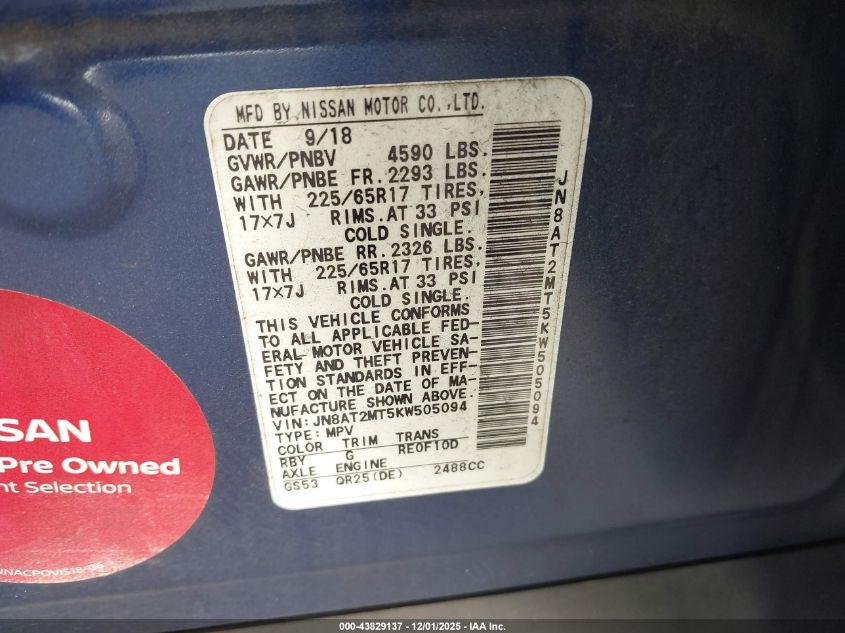 MFD BY NISSAN MOTOR CO.,LTD.
DATE 9/18
GVWR/PNBV 4590 LBS.
GAWR/PNBE FR. 2293 LBS.
WITH 225/65R17 TIRES,
17×7J RIMS.AT 33 PSI
COLD SINGLE.
GAWR/PNBE RR. 2326 LBS.
WITH 225/65R17 TIRES,
17×7J RIMS.AT 33 PSI
COLD SINGLE.
THIS VEHICLE CONFORMS
TO ALL APPLICABLE FED-
ERAL MOTOR VEHICLE SA-
FETY AND THEFT PREVEN-
TION STANDARDS IN EFF-
ECT ON THE DATE OF MA-
NUFACTURE SHOWN ABOVE.
VIN:JN8AT2MT5KW505094
TYPE:MPV
COLOR TRIM TRANS
RBY G RE0F10D
AXLE ENGINE
GS53 QR25(DE) 2488CC
JN8AT2MT5KW505094
SSAN
Pre Owned
nt Selection
000-43829137 - 12/01/2025 - IAA Inc.